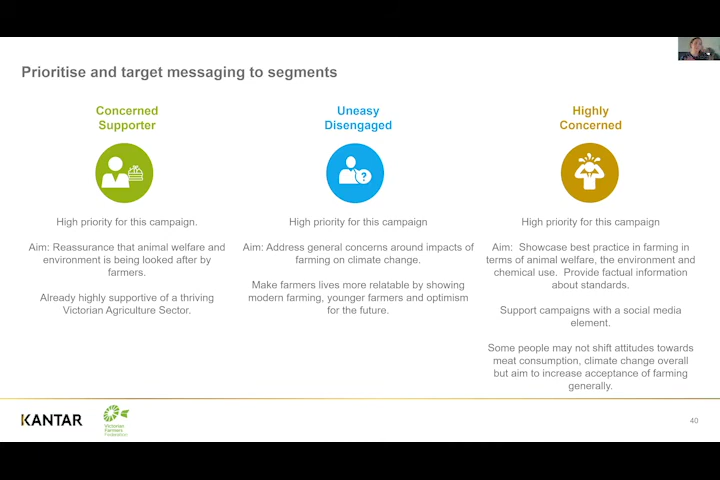 Prioritise and target messaging to segments
Concerned
Supporter
High priority for this campaign.
Aim: Reassurance that animal welfare and
environment is being looked after by
farmers.
Already highly supportive of a thriving
Victorian Agriculture Sector.
Uneasy
Disengaged
?
High priority for this campaign
Aim: Address general concerns around impacts of
farming on climate change.
Make farmers lives more relatable by showing
modern farming, younger farmers and optimism
for the future.
Highly
Concerned
High priority for this campaign
Aim: Showcase best practice in farming in
terms of animal welfare, the environment and
chemical use. Provide factual information
about standards.
Support campaigns with a social media
element.
Some people may not shift attitudes towards
meat consumption, climate change overall
but aim to increase acceptance of farming
generally.
KANTAR
Victorian
Farmers
Federation
40